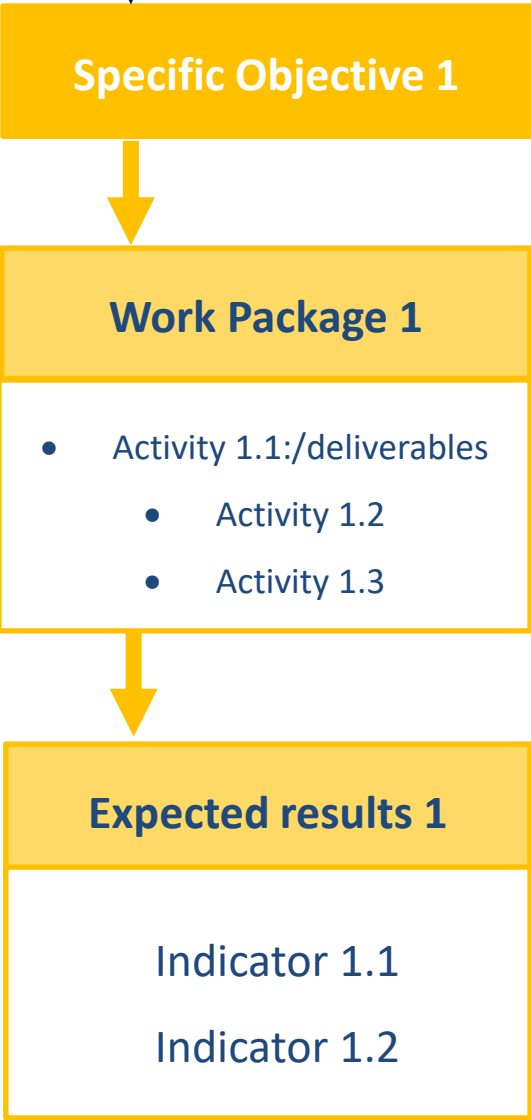 Specific Objective 1
Work Package 1
• Activity 1.1:/deliverables
• Activity 1.2
• Activity 1.3
Expected results 1
Indicator 1.1
Indicator 1.2